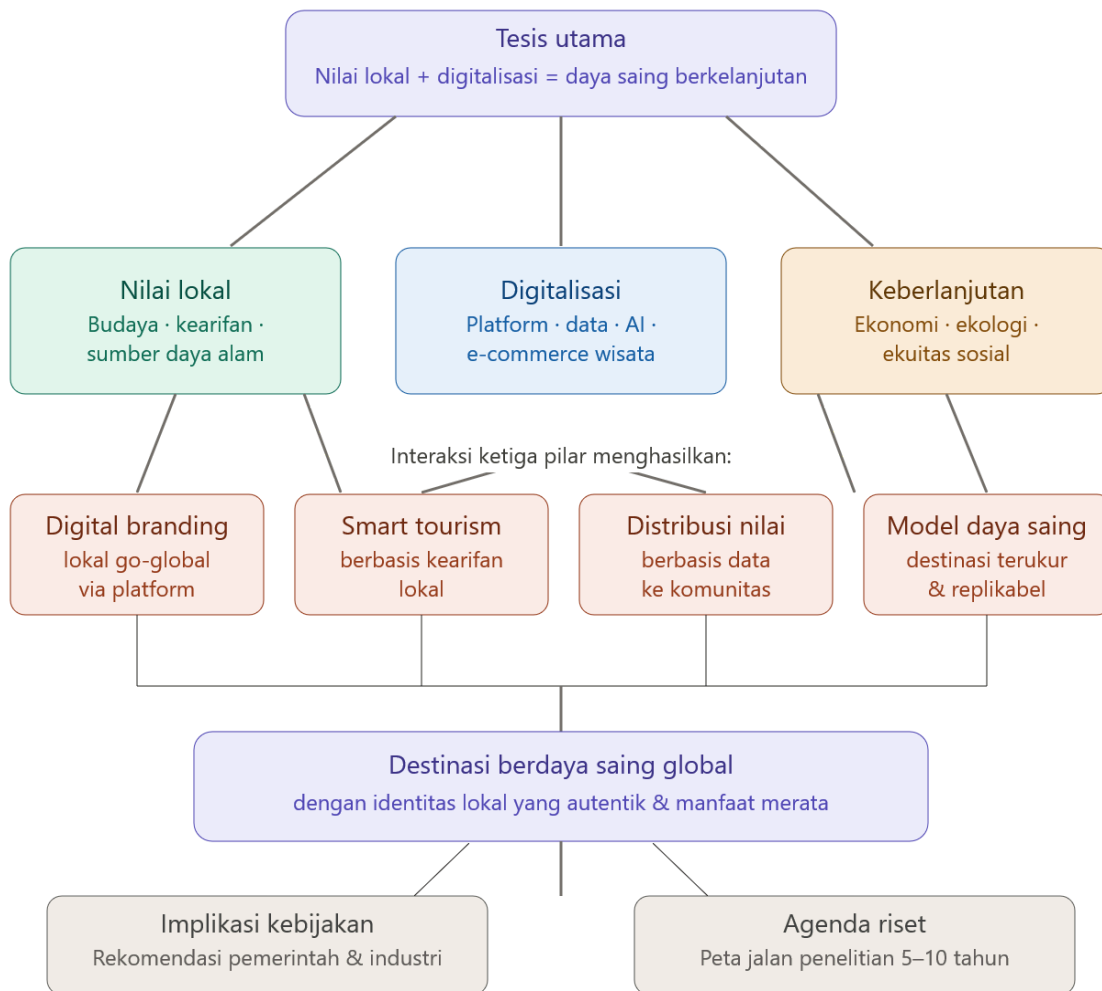 Tesis utama
Nilai lokal + digitalisasi = daya saing berkelanjutan
Nilai lokal
Budaya · kearifan ·
sumber daya alam
Digitalisasi
Platform · data · AI ·
e-commerce wisata
Keberlanjutan
Ekonomi · ekologi ·
ekuitas sosial
Interaksi ketiga pilar menghasilkan:
Digital branding
lokal go-global
via platform
Smart tourism
berbasis kearifan
lokal
Distribusi nilai
berbasis data
ke komunitas
Model daya saing
destinasi terukur
& replikabel
Destinasi berdaya saing global
dengan identitas lokal yang autentik & manfaat merata
Implikasi kebijakan
Rekomendasi pemerintah & industri
Agenda riset
Peta jalan penelitian 5–10 tahun